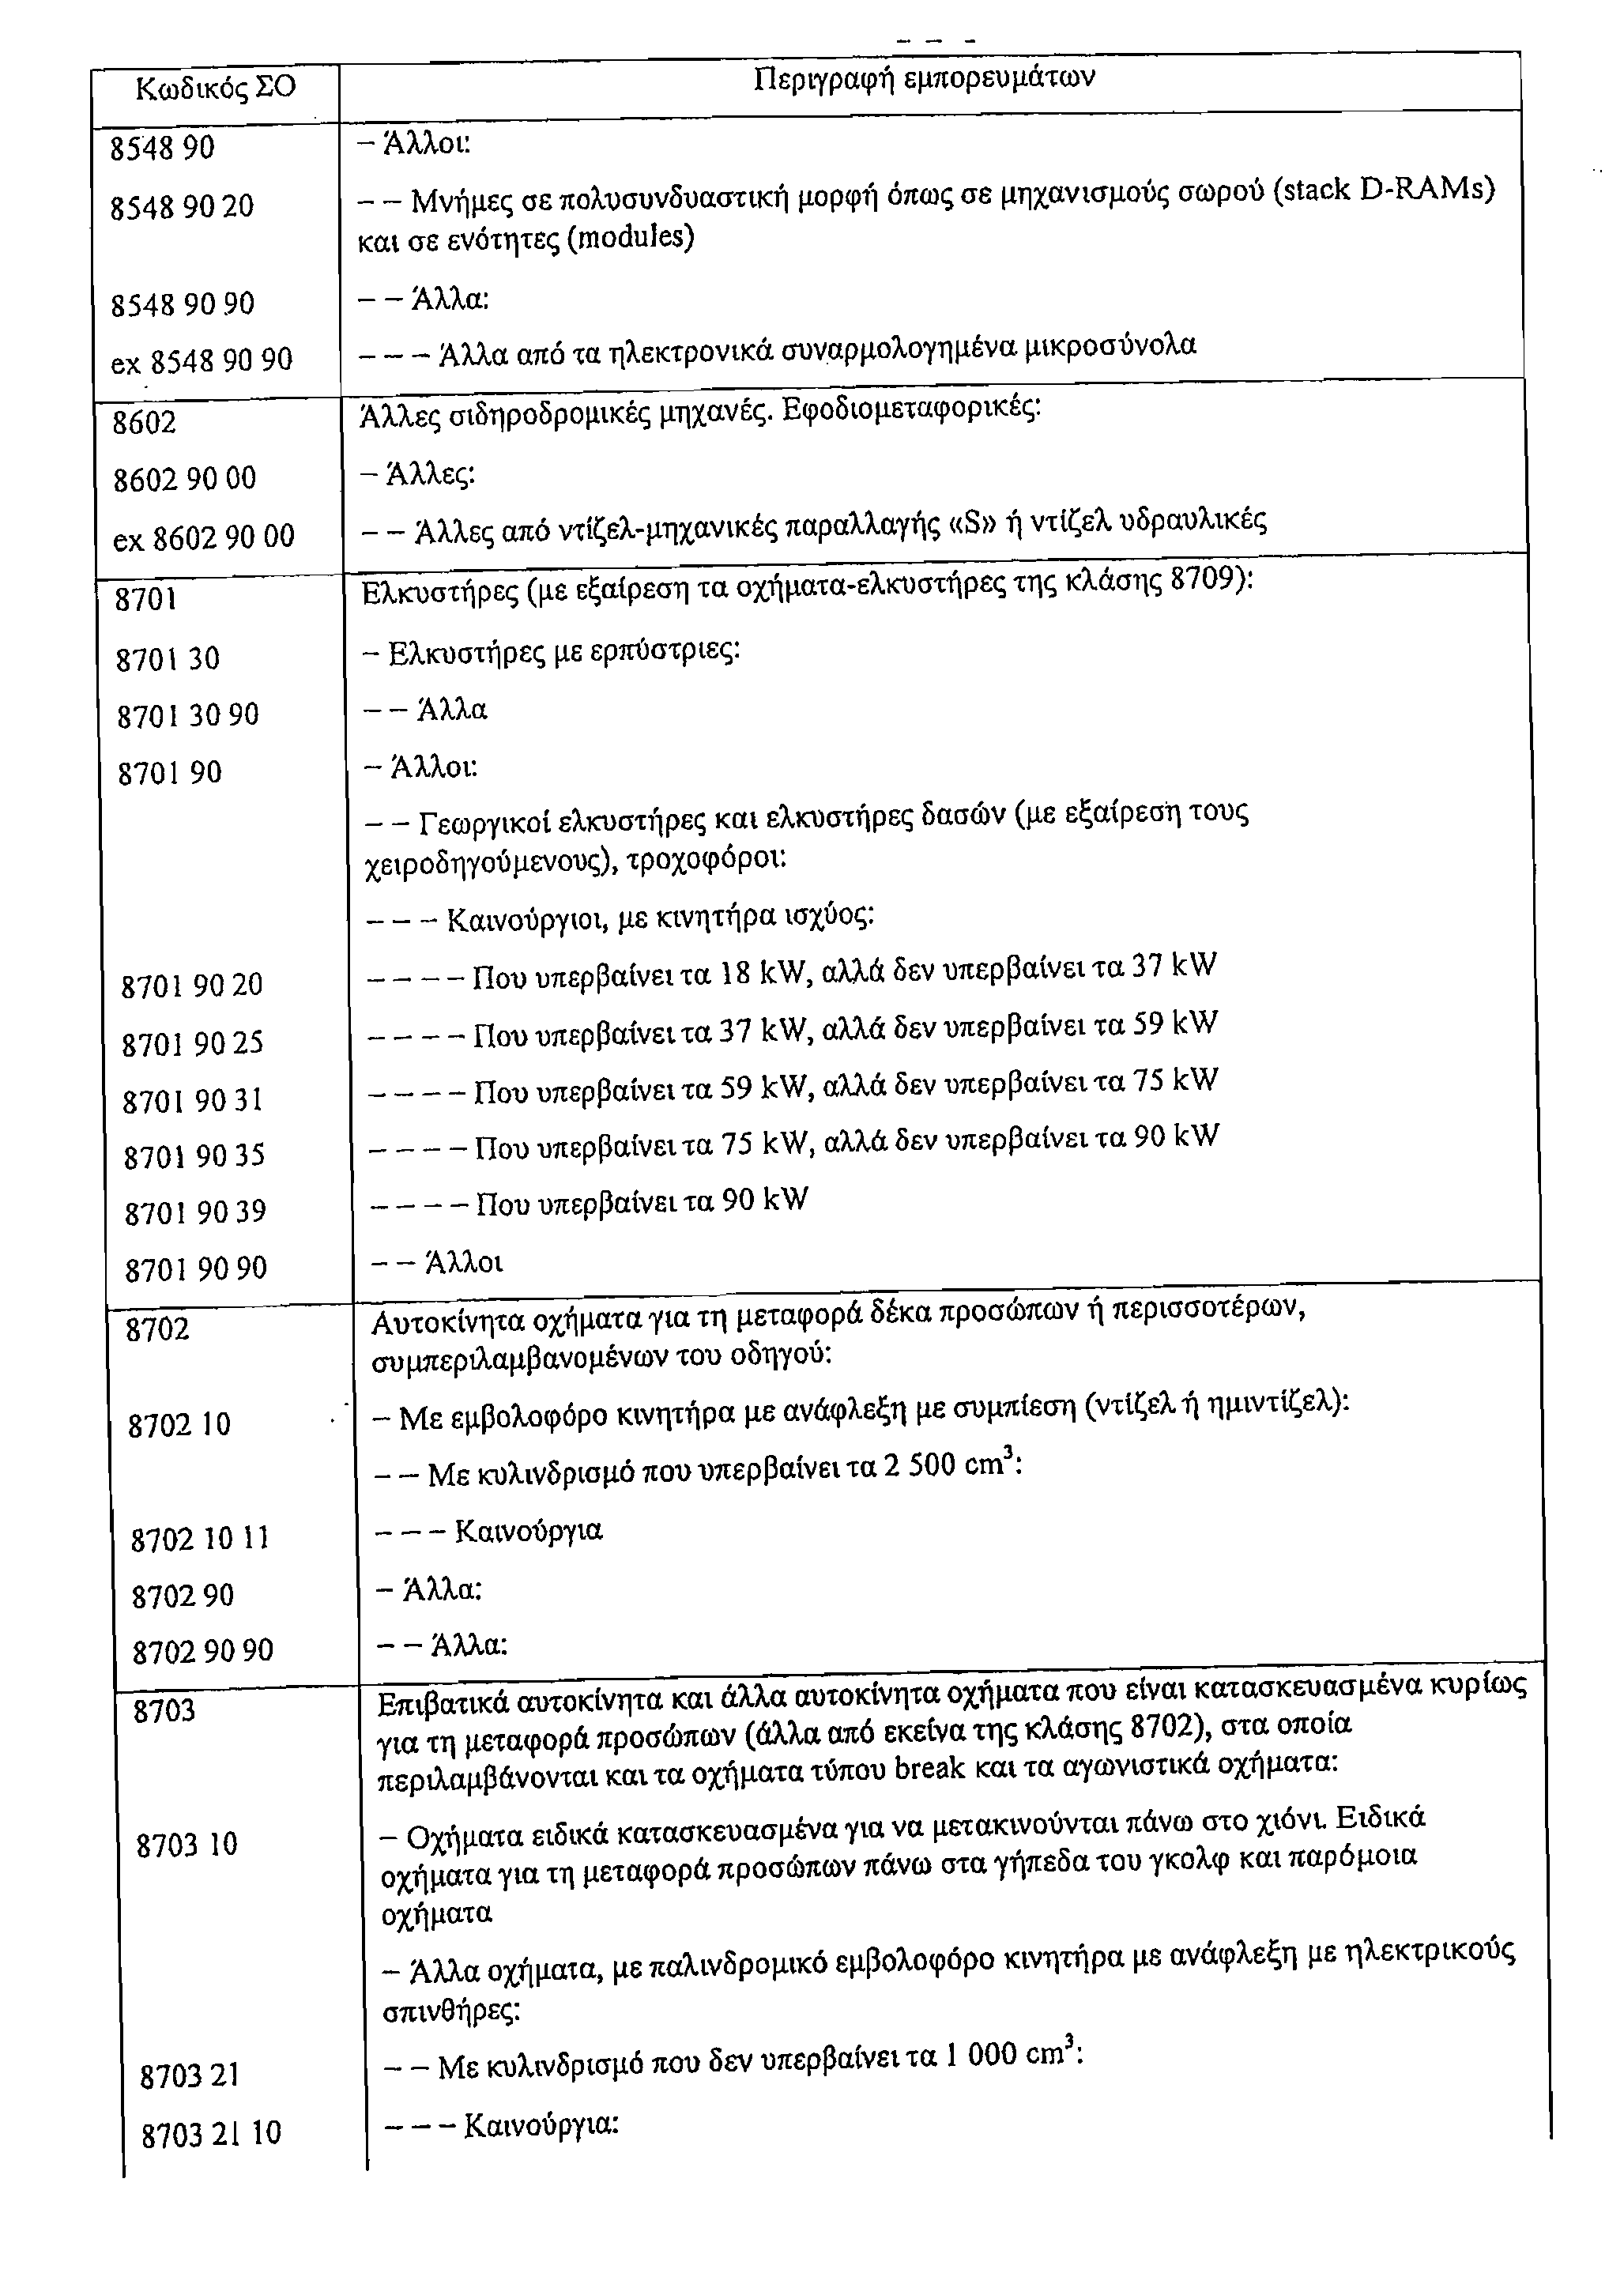 Κωδικός ΣΟ Περιγραφή εμπορευμάτων
8548 90 – Άλλοι:
8548 90 20 – – Μνήμες σε πολυσυνδυαστική μορφή όπως σε μηχανισμούς σωρού (stack D-RAMs)
και σε ενότητες (modules)
8548 90 90 – – Άλλα:
ex 8548 90 90 – – – Άλλα από τα ηλεκτρονικά συναρμολογημένα μικροσύνολα
8602 Άλλες σιδηροδρομικές μηχανές. Εφοδιομεταφορικές:
8602 90 00 – Άλλες:
ex 8602 90 00 – – Άλλες από ντίζελ-μηχανικές παραλλαγής «S» ή ντίζελ υδραυλικές
8701 Ελκυστήρες (με εξαίρεση τα οχήματα-ελκυστήρες της κλάσης 8709):
8701 30 – Ελκυστήρες με ερπύστριες:
8701 30 90 – – Άλλα
8701 90 – Άλλοι:
– – Γεωργικοί ελκυστήρες και ελκυστήρες δασών (με εξαίρεση τους
χειροδηγούμενους), τροχοφόροι:
– – – Καινούργιοι, με κινητήρα ισχύος:
8701 90 20 – – – – Που υπερβαίνει τα 18 kW, αλλά δεν υπερβαίνει τα 37 kW
8701 90 25 – – – – Που υπερβαίνει τα 37 kW, αλλά δεν υπερβαίνει τα 59 kW
8701 90 31 – – – – Που υπερβαίνει τα 59 kW, αλλά δεν υπερβαίνει τα 75 kW
8701 90 35 – – – – Που υπερβαίνει τα 75 kW, αλλά δεν υπερβαίνει τα 90 kW
8701 90 39 – – – – Που υπερβαίνει τα 90 kW
8701 90 90 – – Άλλοι
8702 Αυτοκίνητα οχήματα για τη μεταφορά δέκα προσώπων ή περισσοτέρων,
συμπεριλαμβανομένων του οδηγού:
8702 10 – Με εμβολοφόρο κινητήρα με ανάφλεξη με συμπίεση (ντίζελ ή ημιντίζελ):
– – Με κυλινδρισμό που υπερβαίνει τα 2 500 cm³:
8702 10 11 – – – Καινούργια
8702 90 – Άλλα:
8702 90 90 – – Άλλα:
8703 Επιβατικά αυτοκίνητα και άλλα αυτοκίνητα οχήματα που είναι κατασκευασμένα κυρίως
για τη μεταφορά προσώπων (άλλα από εκείνα της κλάσης 8702), στα οποία
περιλαμβάνονται και τα οχήματα τύπου break και τα αγωνιστικά οχήματα:
8703 10 – Οχήματα ειδικά κατασκευασμένα για να μετακινούνται πάνω στο χιόνι. Ειδικά
οχήματα για τη μεταφορά προσώπων πάνω στα γήπεδα του γκολφ και παρόμοια
οχήματα
– Άλλα οχήματα, με παλινδρομικό εμβολοφόρο κινητήρα με ανάφλεξη με ηλεκτρικούς
σπινθήρες:
8703 21 – – Με κυλινδρισμό που δεν υπερβαίνει τα 1 000 cm³:
8703 21 10 – – – Καινούργια: